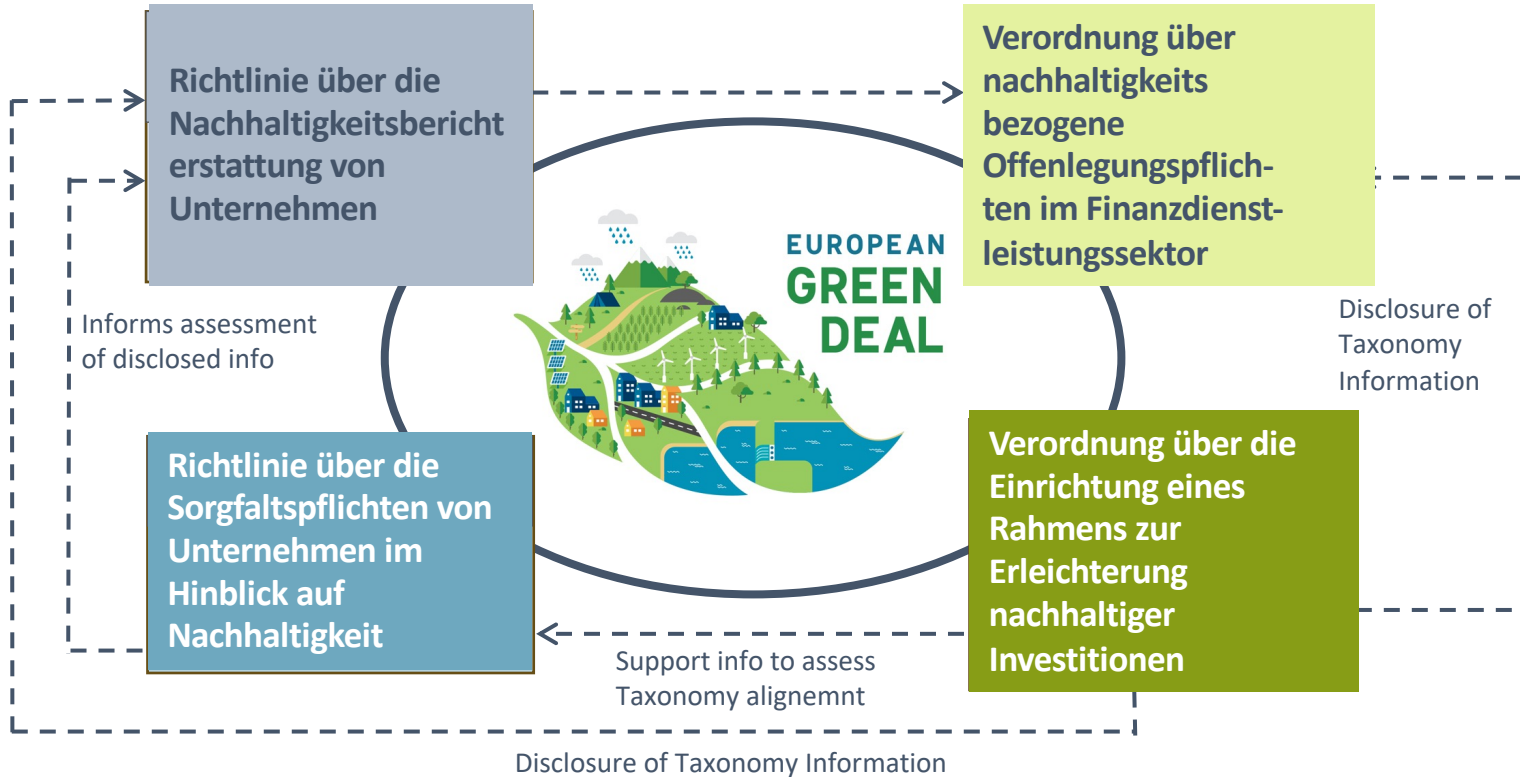 Richtlinie über die
Nachhaltigkeitsbericht
erstattung von
Unternehmen
Verordnung über
nachhaltigkeits
bezogene
Offenlegungspflich-
ten im Finanzdienst-
leistungssektor
EUROPEAN
GREEN
DEAL
Informs assessment
of disclosed info
Disclosure of
Taxonomy
Information
Richtlinie über die
Sorgfaltspflichten von
Unternehmen im
Hinblick auf
Nachhaltigkeit
Verordnung über die
Einrichtung eines
Rahmens zur
Erleichterung
nachhaltiger
Investitionen
Support info to assess
Taxonomy alignemnt
Disclosure of Taxonomy Information